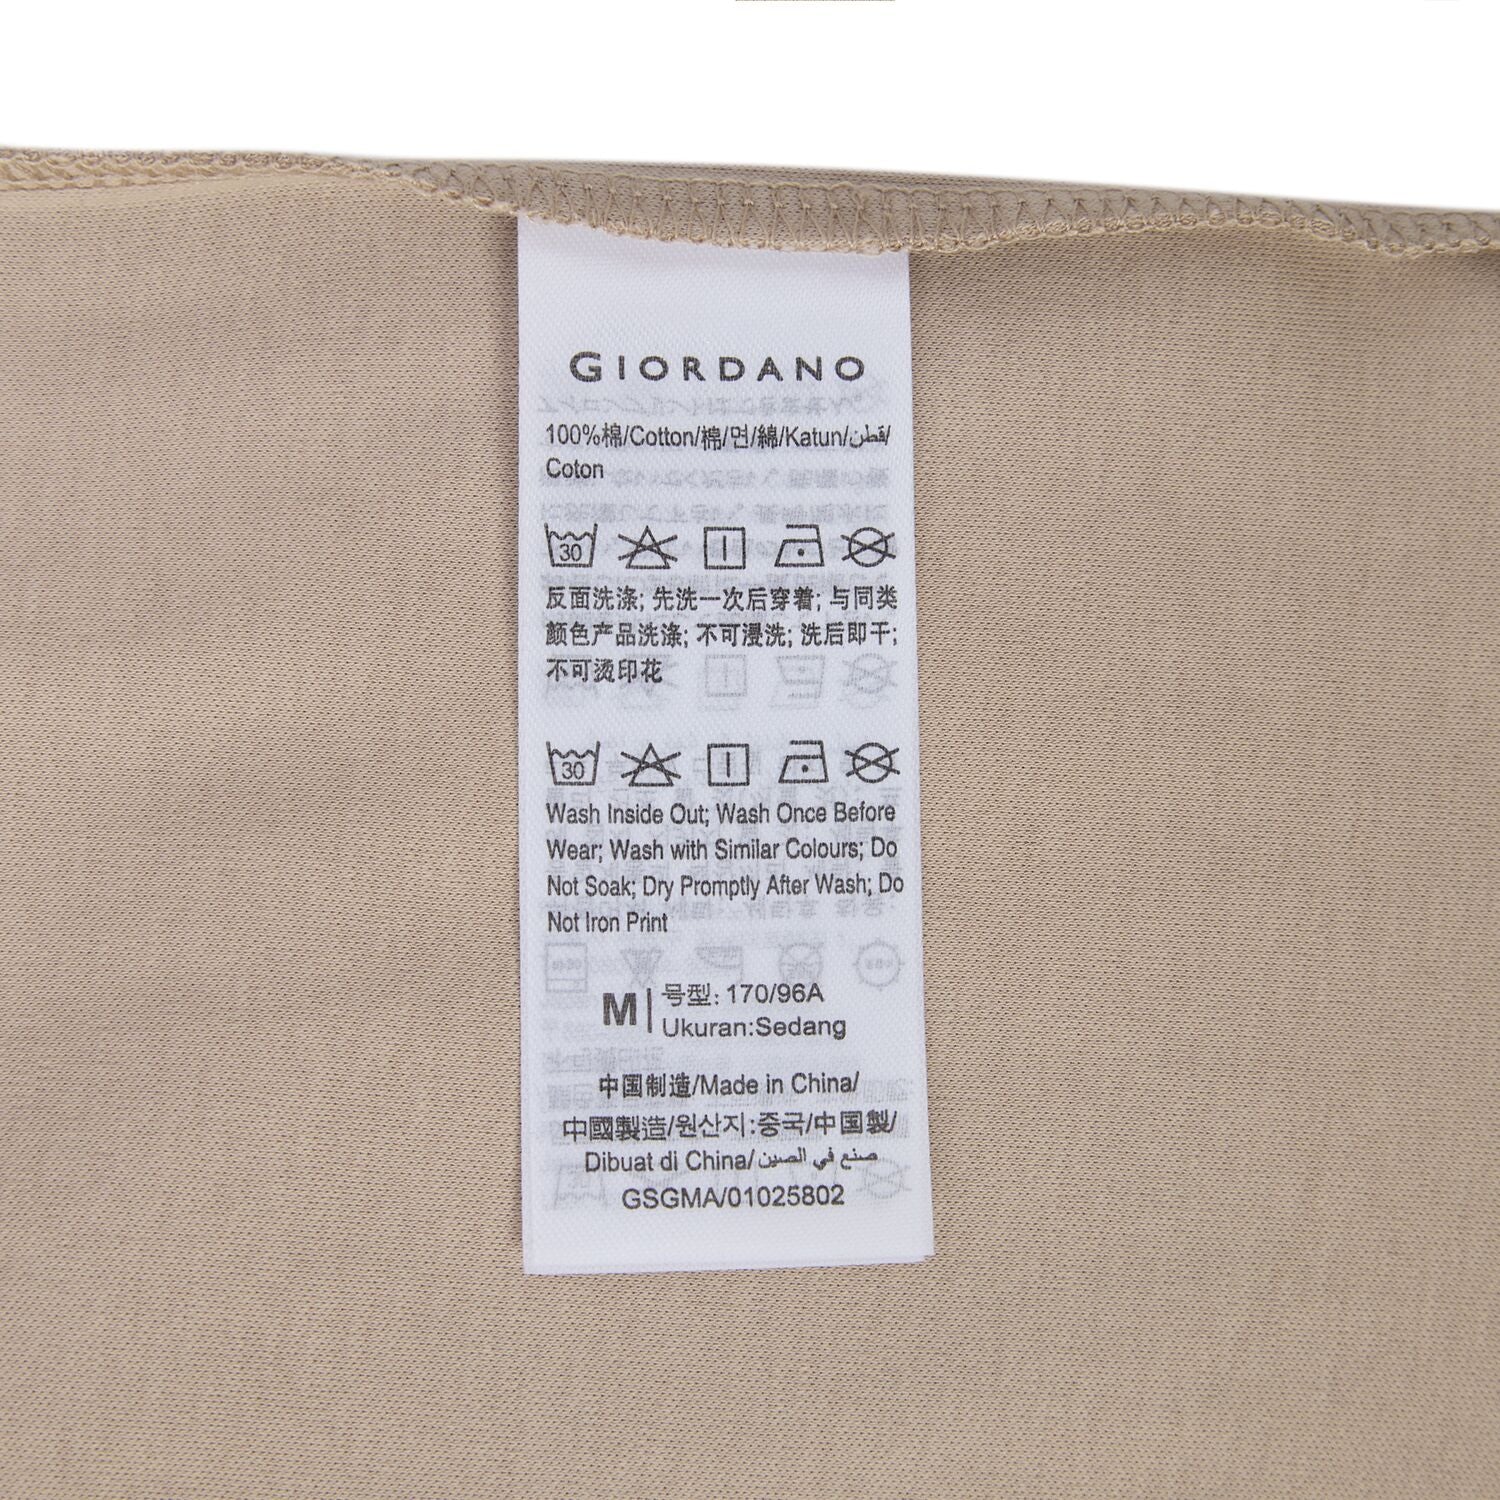 GIORDANO
100%棉/Cotton/棉/면/綿/Katun/قطن/
Coton
30
反面洗涤; 先洗一次后穿着; 与同类
颜色产品洗涤; 不可浸洗; 洗后即干;
不可烫印花
30
Wash Inside Out; Wash Once Before
Wear; Wash with Similar Colours; Do
Not Soak; Dry Promptly After Wash; Do
Not Iron Print
M 号型: 170/96A
Ukuran:Sedang
中国制造/Made in China/
中國製造/원산지:중국/中国製/
Dibuat di China/صنع في الصين
GSGMA/01025802